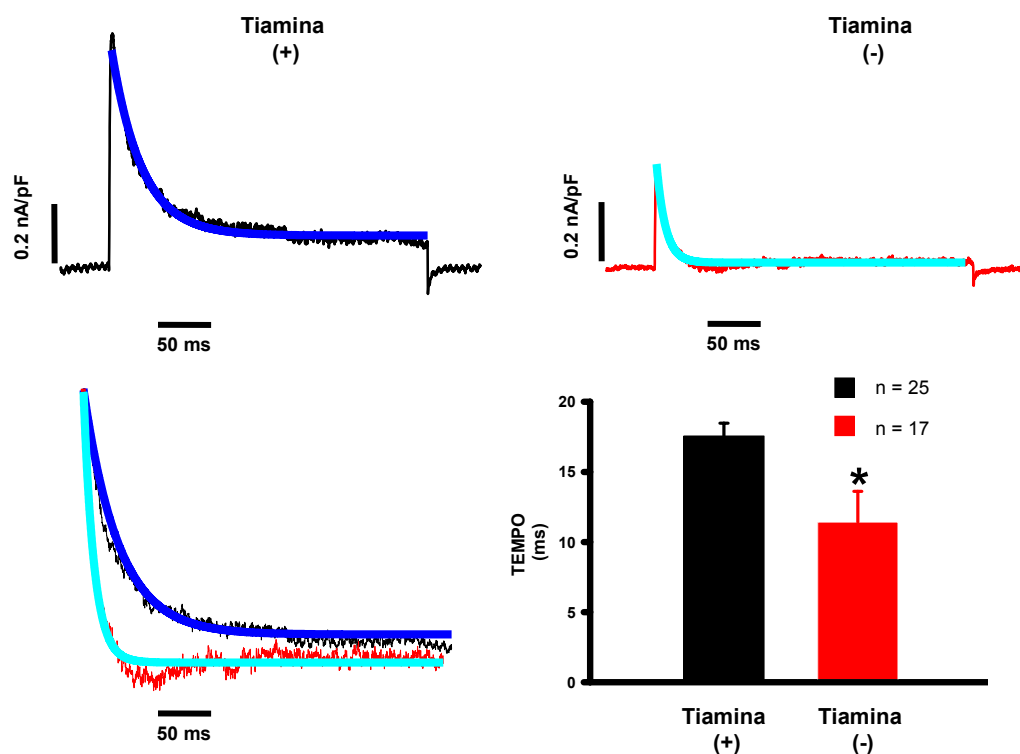 Tiamina
(+)
0.2 nA/pF
50 ms
Tiamina
(-)
0.2 nA/pF
50 ms
50 ms
n = 25
n = 17
20
15
10
5
0
TEMPO
(ms)
*
Tiamina
(+)
Tiamina
(-)